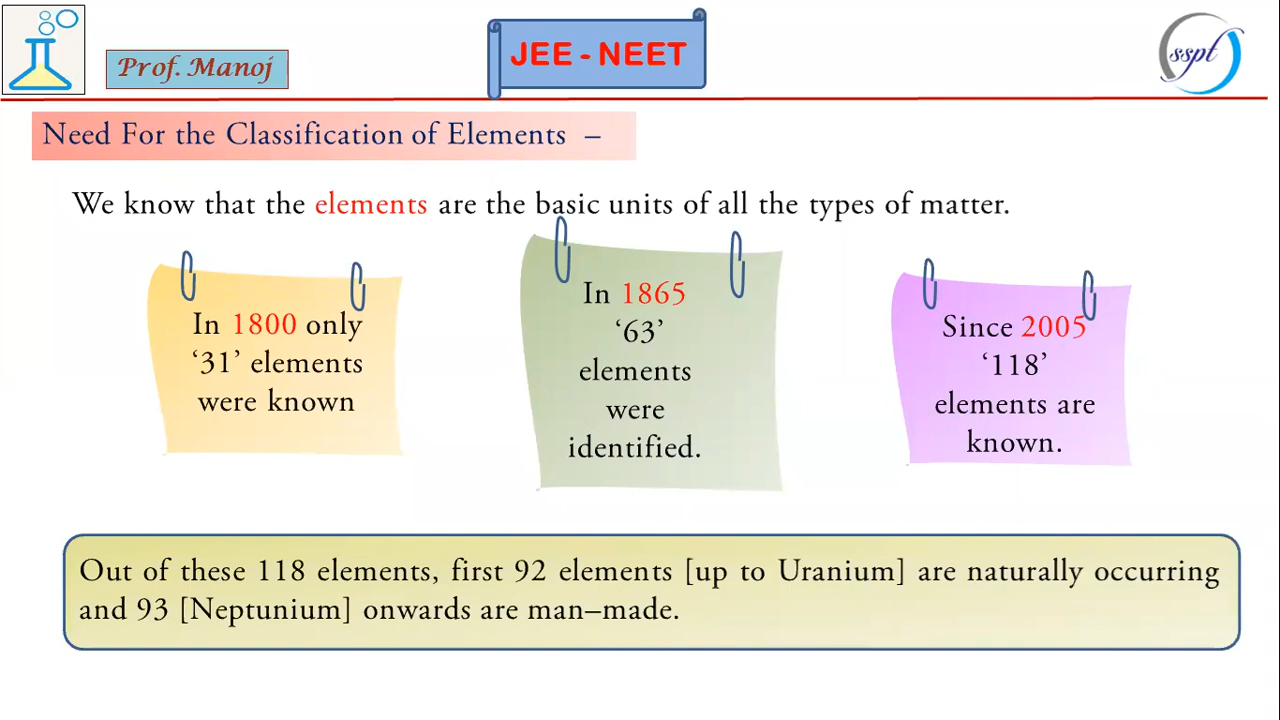 Prof. Manoj
JEE - NEET
sspt
Need For the Classification of Elements –
We know that the elements are the basic units of all the types of matter.
In 1800 only
‘31’ elements
were known
In 1865
‘63’
elements
were
identified.
Since 2005
‘118’
elements are
known.
Out of these 118 elements, first 92 elements [up to Uranium] are naturally occurring
and 93 [Neptunium] onwards are man–made.